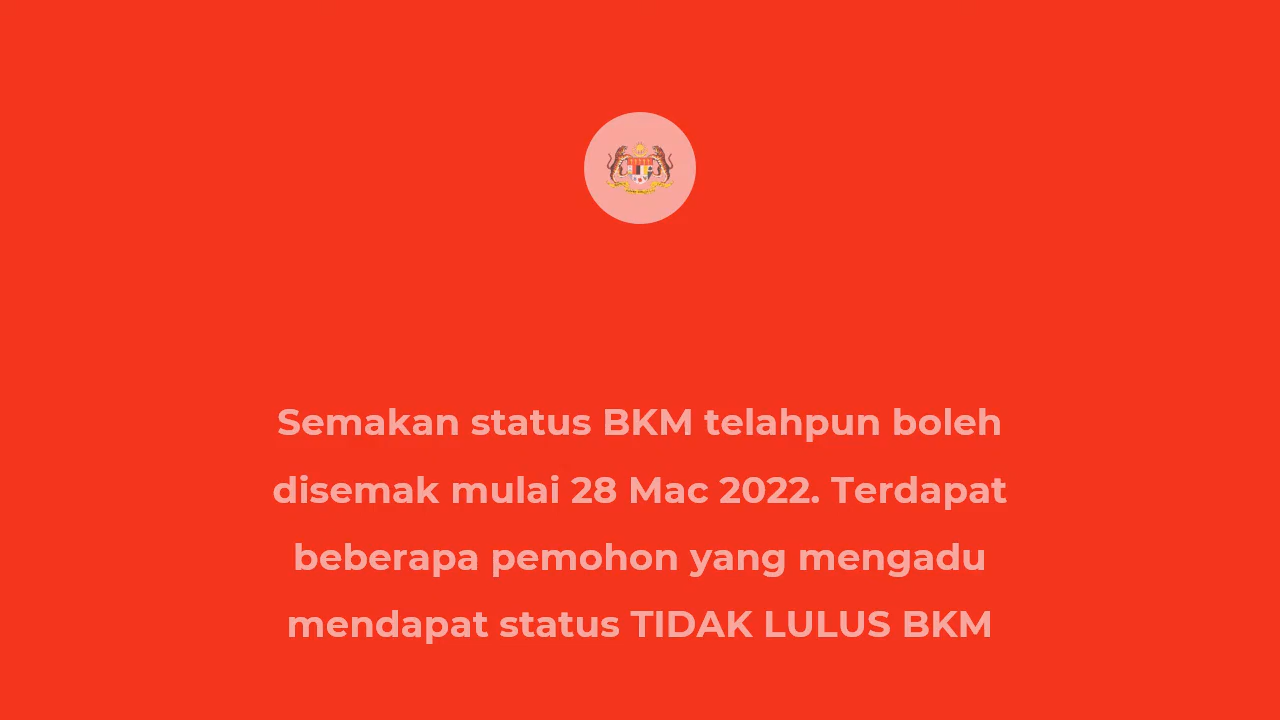 Semakan status BKM telahpun boleh
disemak mulai 28 Mac 2022. Terdapat
beberapa pemohon yang mengadu
mendapat status TIDAK LULUS BKM